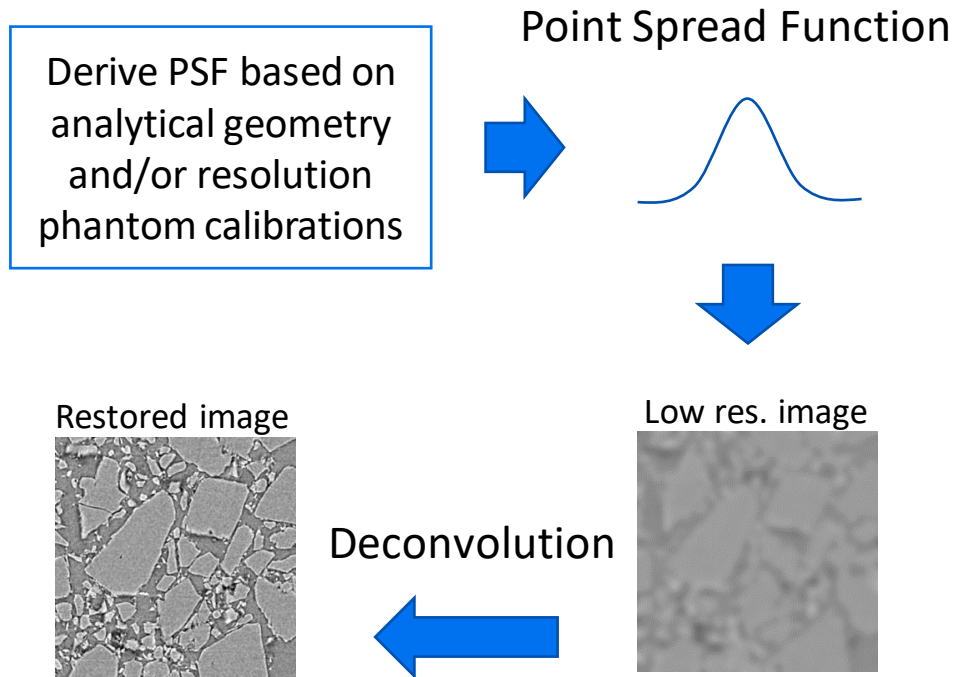 Point Spread Function
Derive PSF based on
analytical geometry
and/or resolution
phantom calibrations
Low res. image
Restored image
Deconvolution